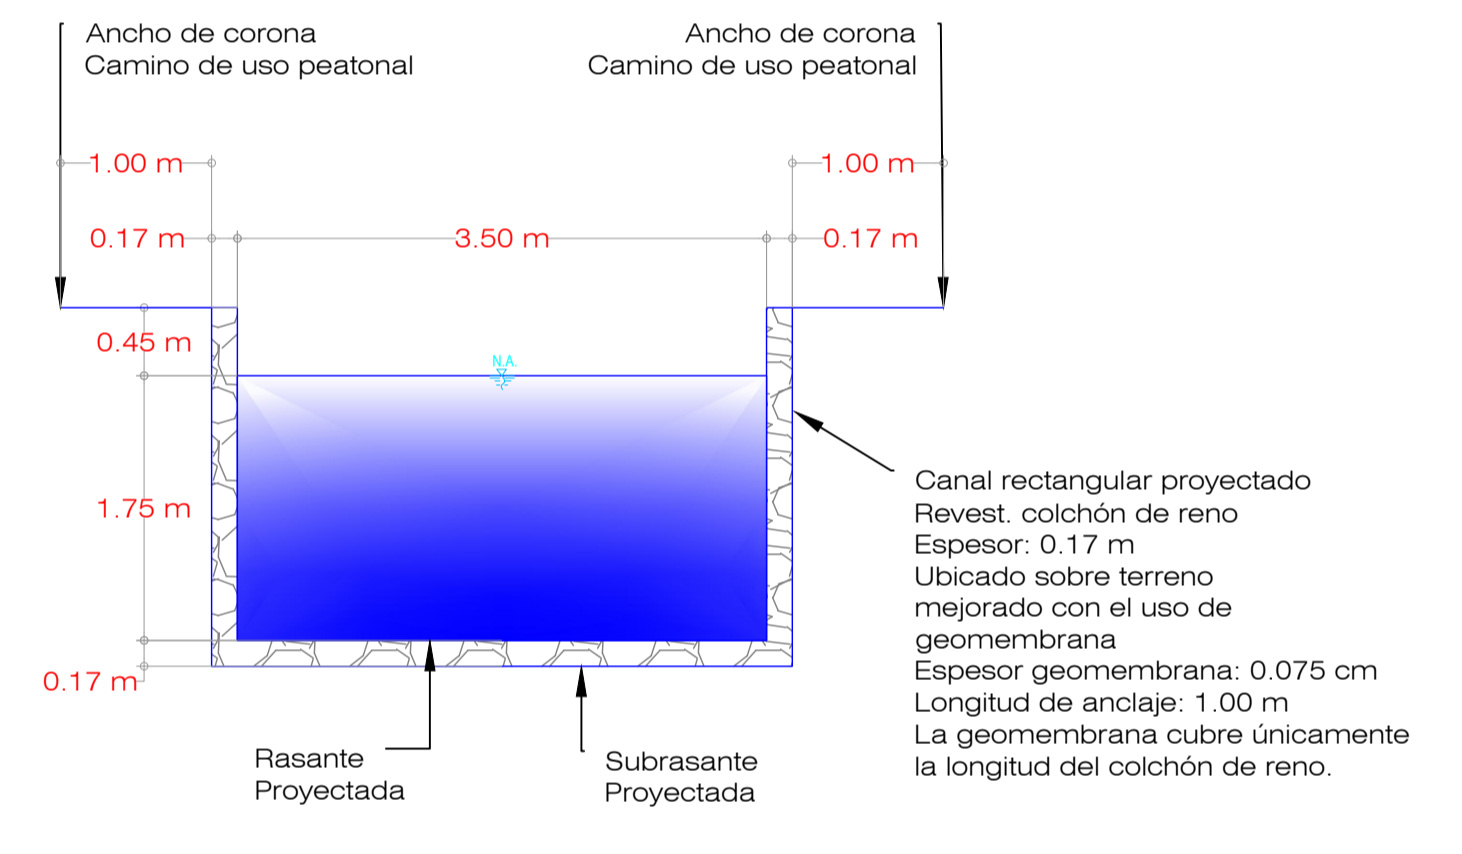 Ancho de corona
Camino de uso peatonal
Ancho de corona
Camino de uso peatonal
1.00 m
1.00 m
0.17 m
3.50 m
0.17 m
0.45 m
N.A.
1.75 m
0.17 m
Canal rectangular proyectado
Revest. colchón de reno
Espesor: 0.17 m
Ubicado sobre terreno
mejorado con el uso de
geomembrana
Espesor geomembrana: 0.075 cm
Longitud de anclaje: 1.00 m
La geomembrana cubre únicamente
la longitud del colchón de reno.
Rasante
Proyectada
Subrasante
Proyectada